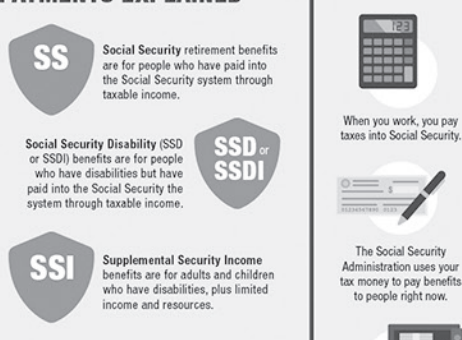 PAYMENTS EXPLAINED
SS
Social Security retirement benefits
are for people who have paid into
the Social Security system through
taxable income.
Social Security Disability (SSD
or SSDI) benefits are for people
who have disabilities but have
paid into the Social Security the
system through taxable income.
SSD or
SSDI
SSI
Supplemental Security Income
benefits are for adults and children
who have disabilities, plus limited
income and resources.
123
When you work, you pay
taxes into Social Security.
$
The Social Security
Administration uses your
tax money to pay benefits
to people right now.